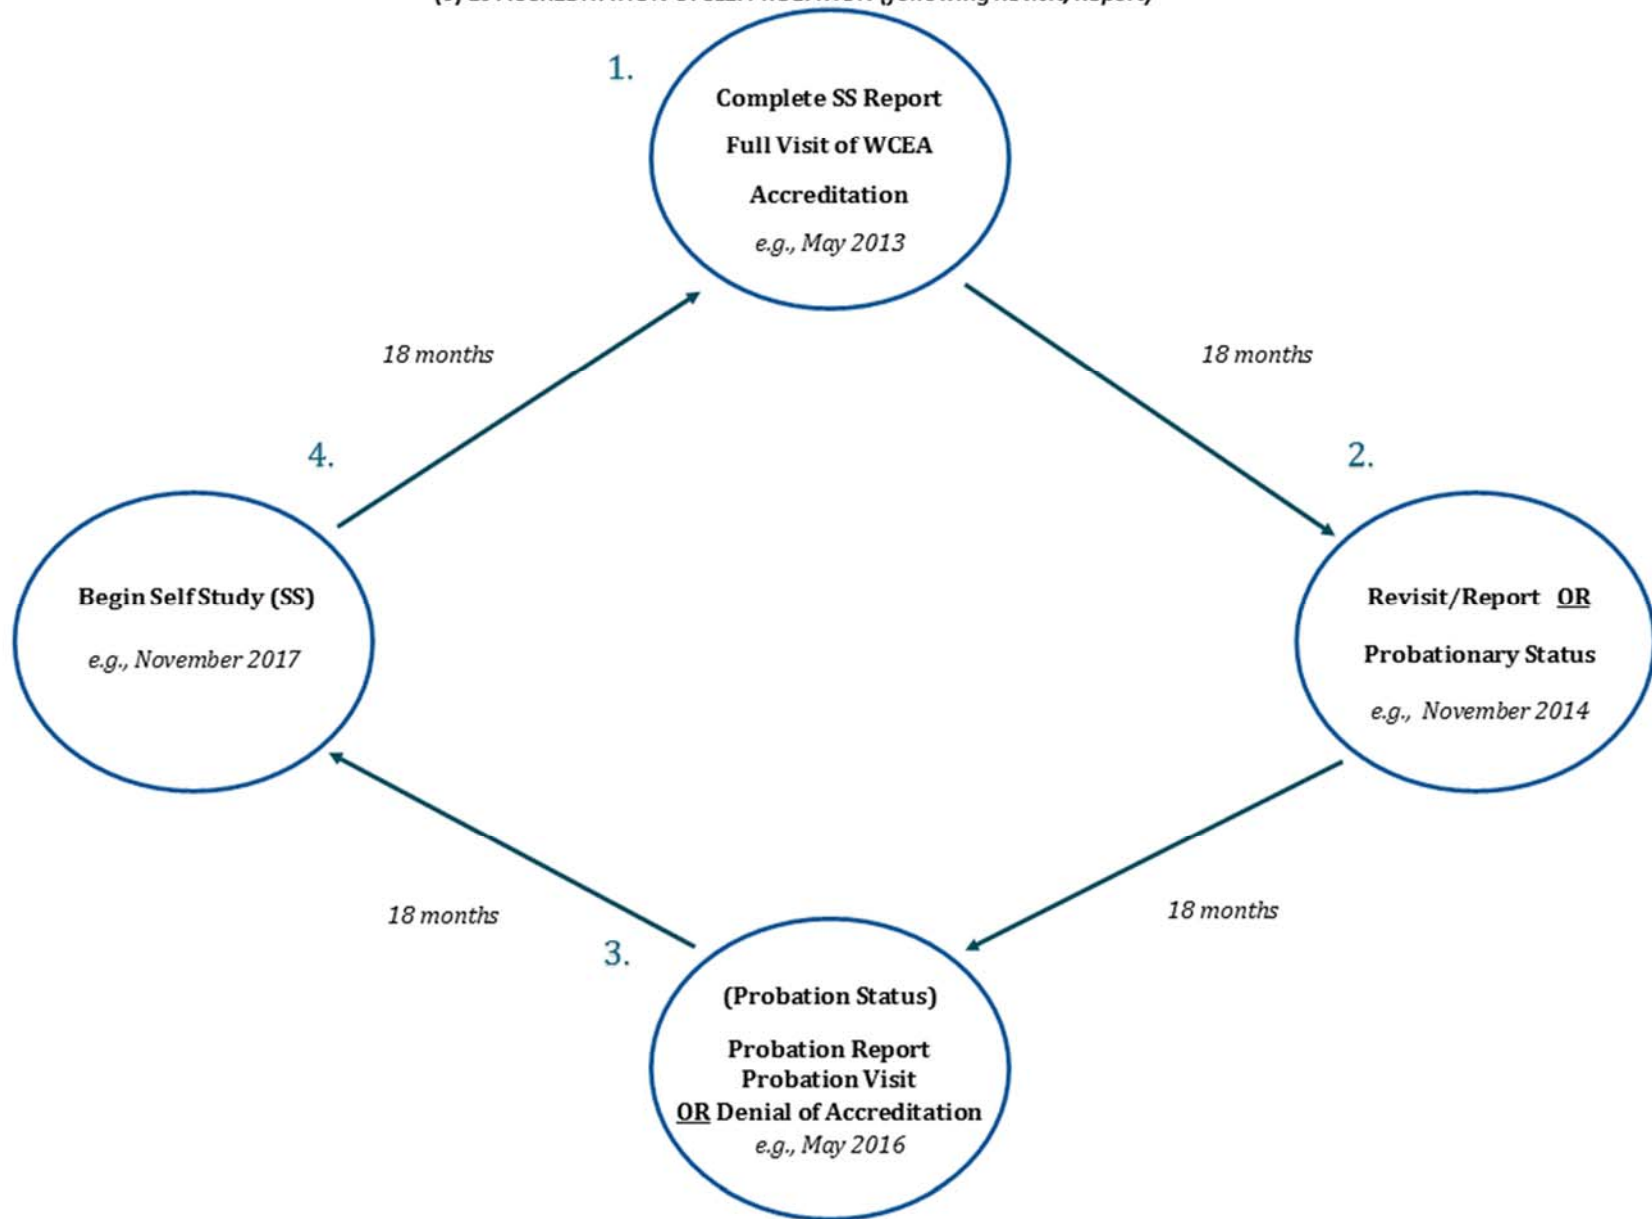 1.
Complete SS Report
Full Visit of WCEA
Accreditation
e.g., May 2013
18 months
18 months
4.
2.
Begin Self Study (SS)
e.g., November 2017
Revisit/Report OR
Probationary Status
e.g., November 2014
18 months
18 months
3.
(Probation Status)
Probation Report
Probation Visit
OR Denial of Accreditation
e.g., May 2016